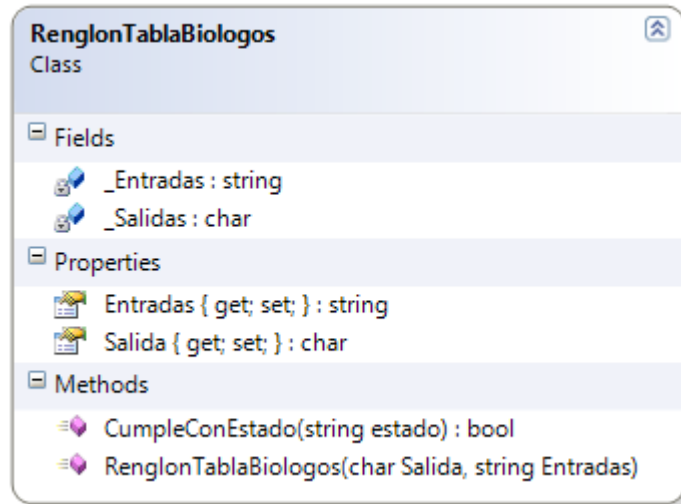 RenglonTablaBiologos
Class
Fields
_Entradas : string
_Salidas : char
Properties
Entradas { get; set; } : string
Salida { get; set; } : char
Methods
CumpleConEstado(string estado) : bool
RenglonTablaBiologos(char Salida, string Entradas)